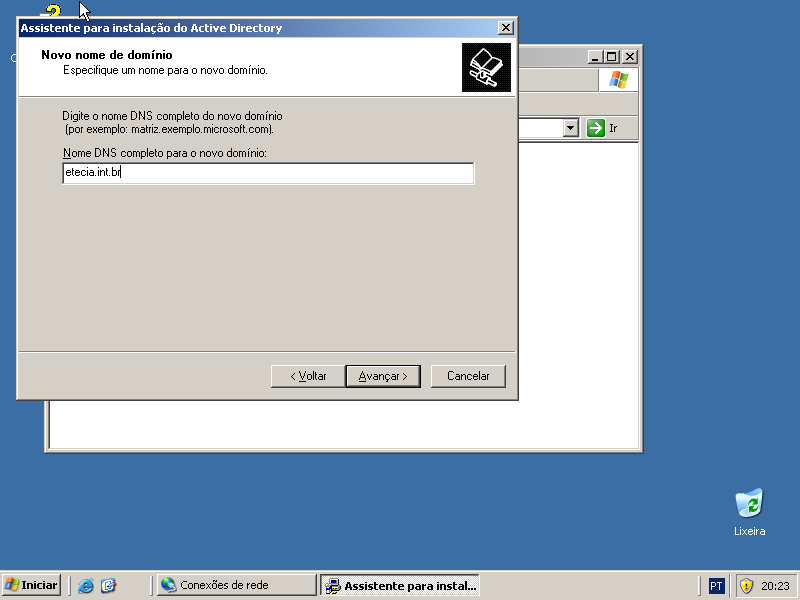 Assistente para instalação do Active Directory
Novo nome de domínio
Especifique um nome para o novo domínio.
Digite o nome DNS completo do novo domínio
(por exemplo: matriz.exemplo.microsoft.com).
Nome DNS completo para o novo domínio:
etecia.int.br
< Voltar
Avançar >
Cancelar
Ir
Lixeira
Iniciar
Conexões de rede
Assistente para instal...
PT
20:23